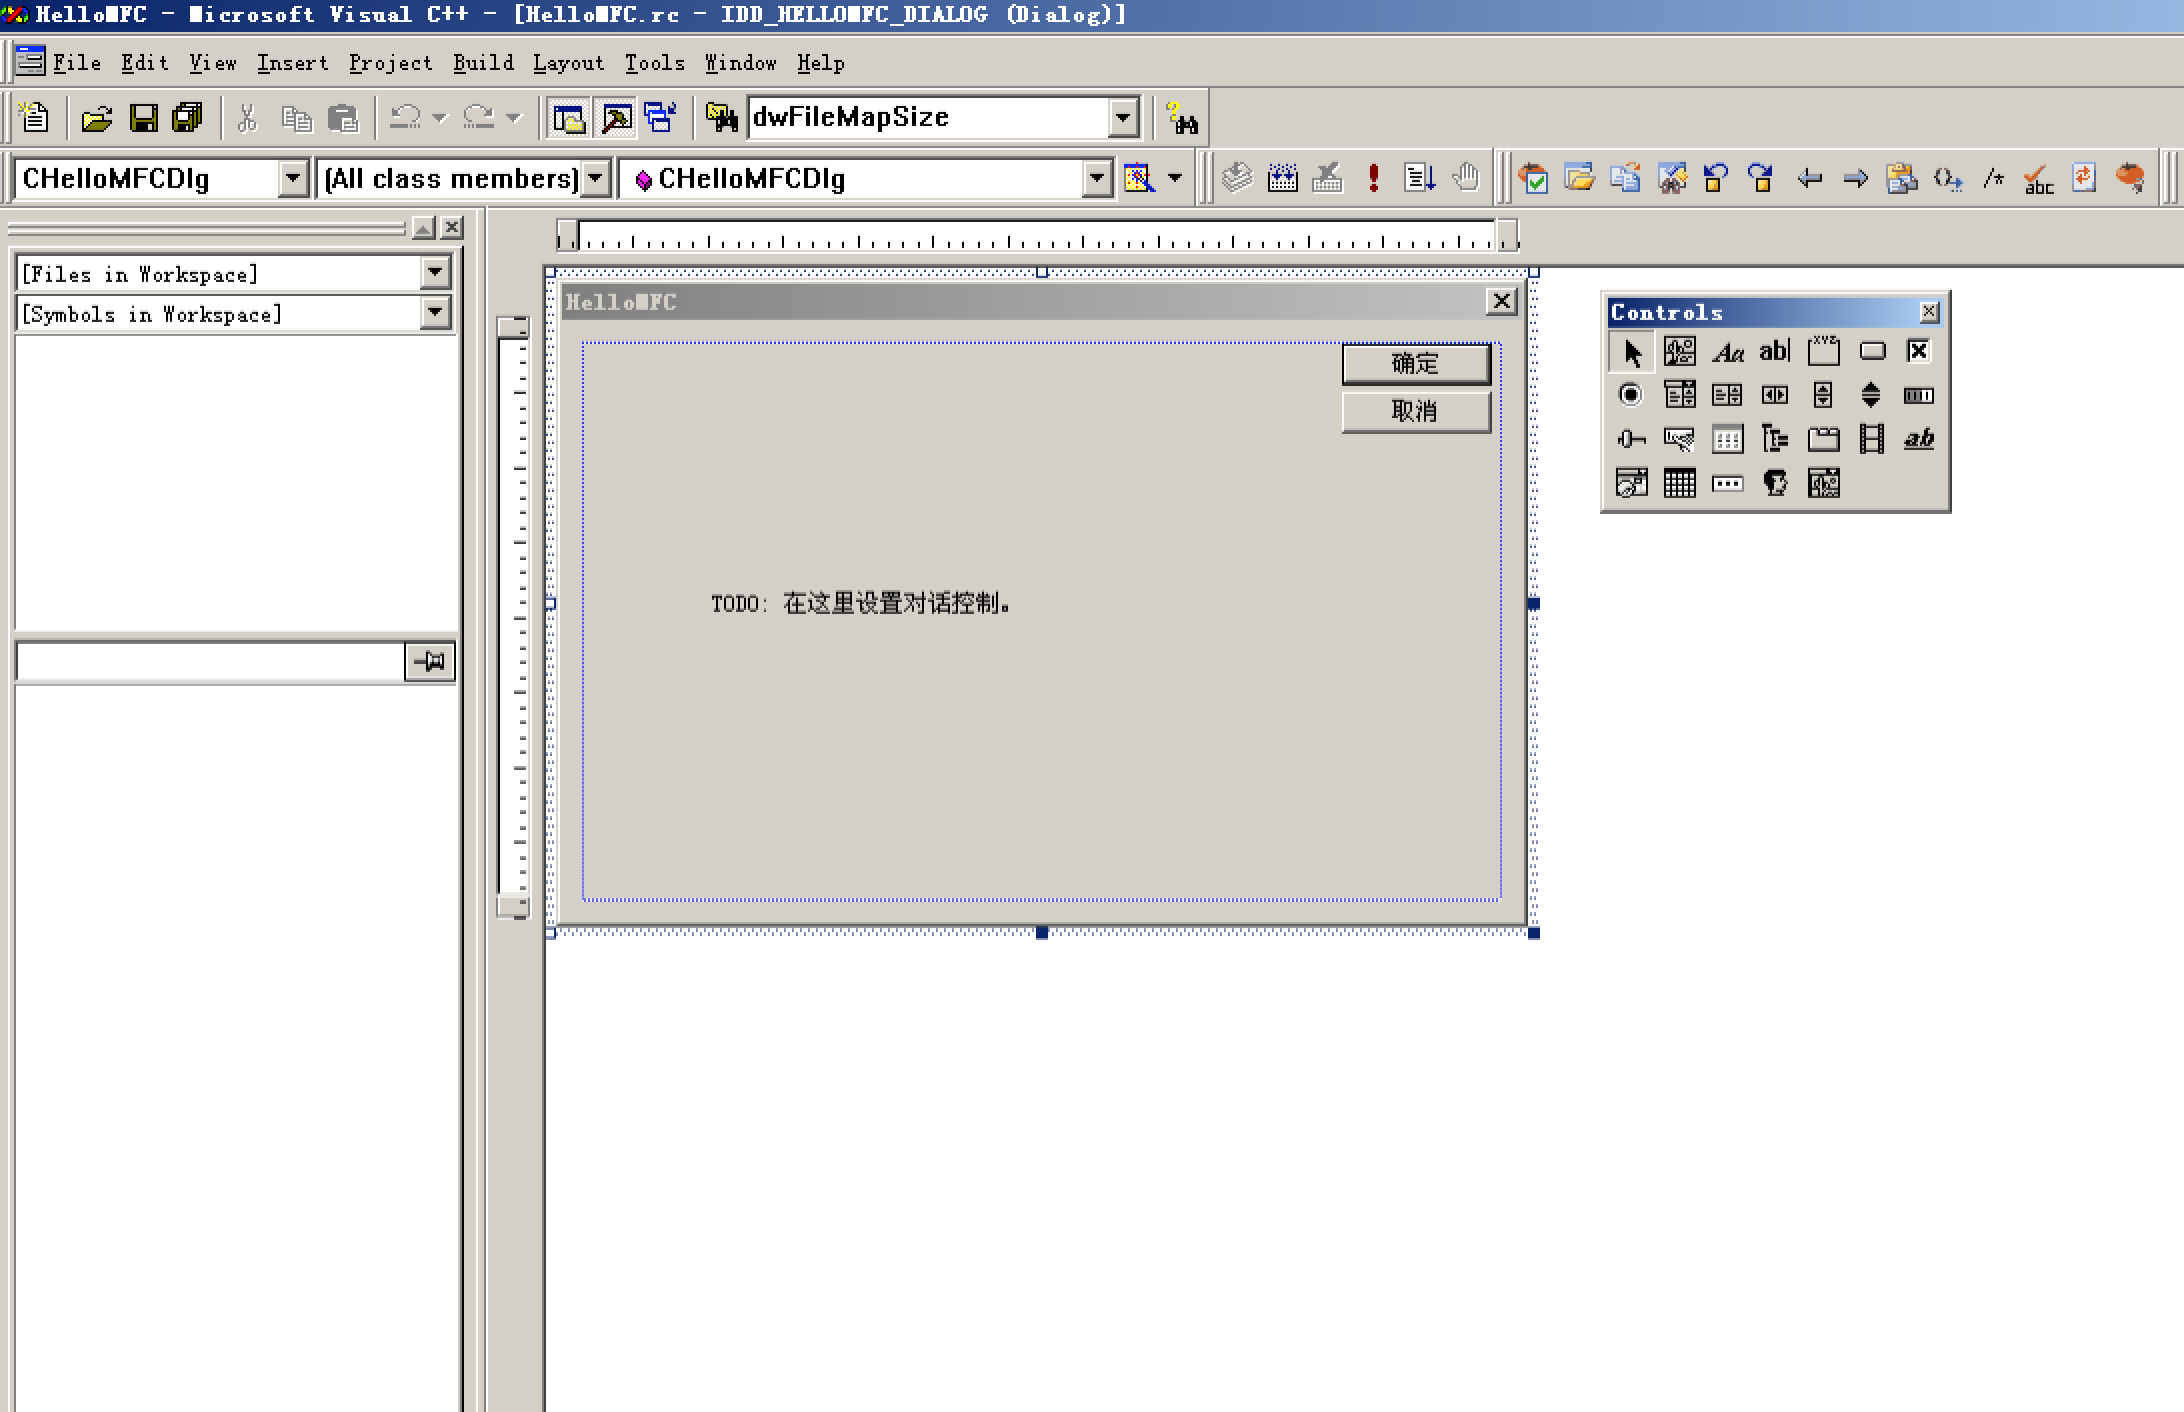 HelloMFC - Microsoft Visual C++ - [HelloMFC.rc - IDD_HELLOMFC_DIALOG (Dialog)]
File Edit View Insert Project Build Layout Tools Window Help
dwFileMapSize
CHelloMFCDlg (All class members) CHelloMFCDlg /* abc
[Files in Workspace]
[Symbols in Workspace]
HelloMFC
确定
取消
TODO: 在这里设置对话控制。
Controls
Aa ab| XYZ
ab